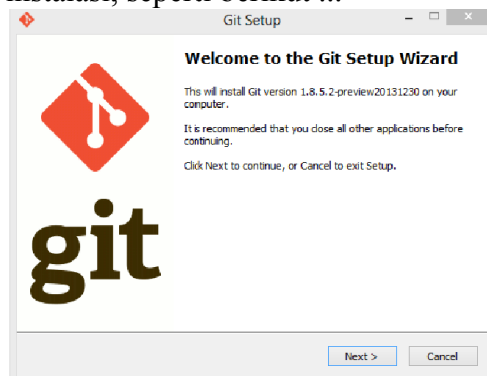 instalasi, seperti berikut ...
Git Setup
Welcome to the Git Setup Wizard
This will install Git version 1.8.5.2-preview20131230 on your
computer.
It is recommended that you close all other applications before
continuing.
Click Next to continue, or Cancel to exit Setup.
git
Next >
Cancel